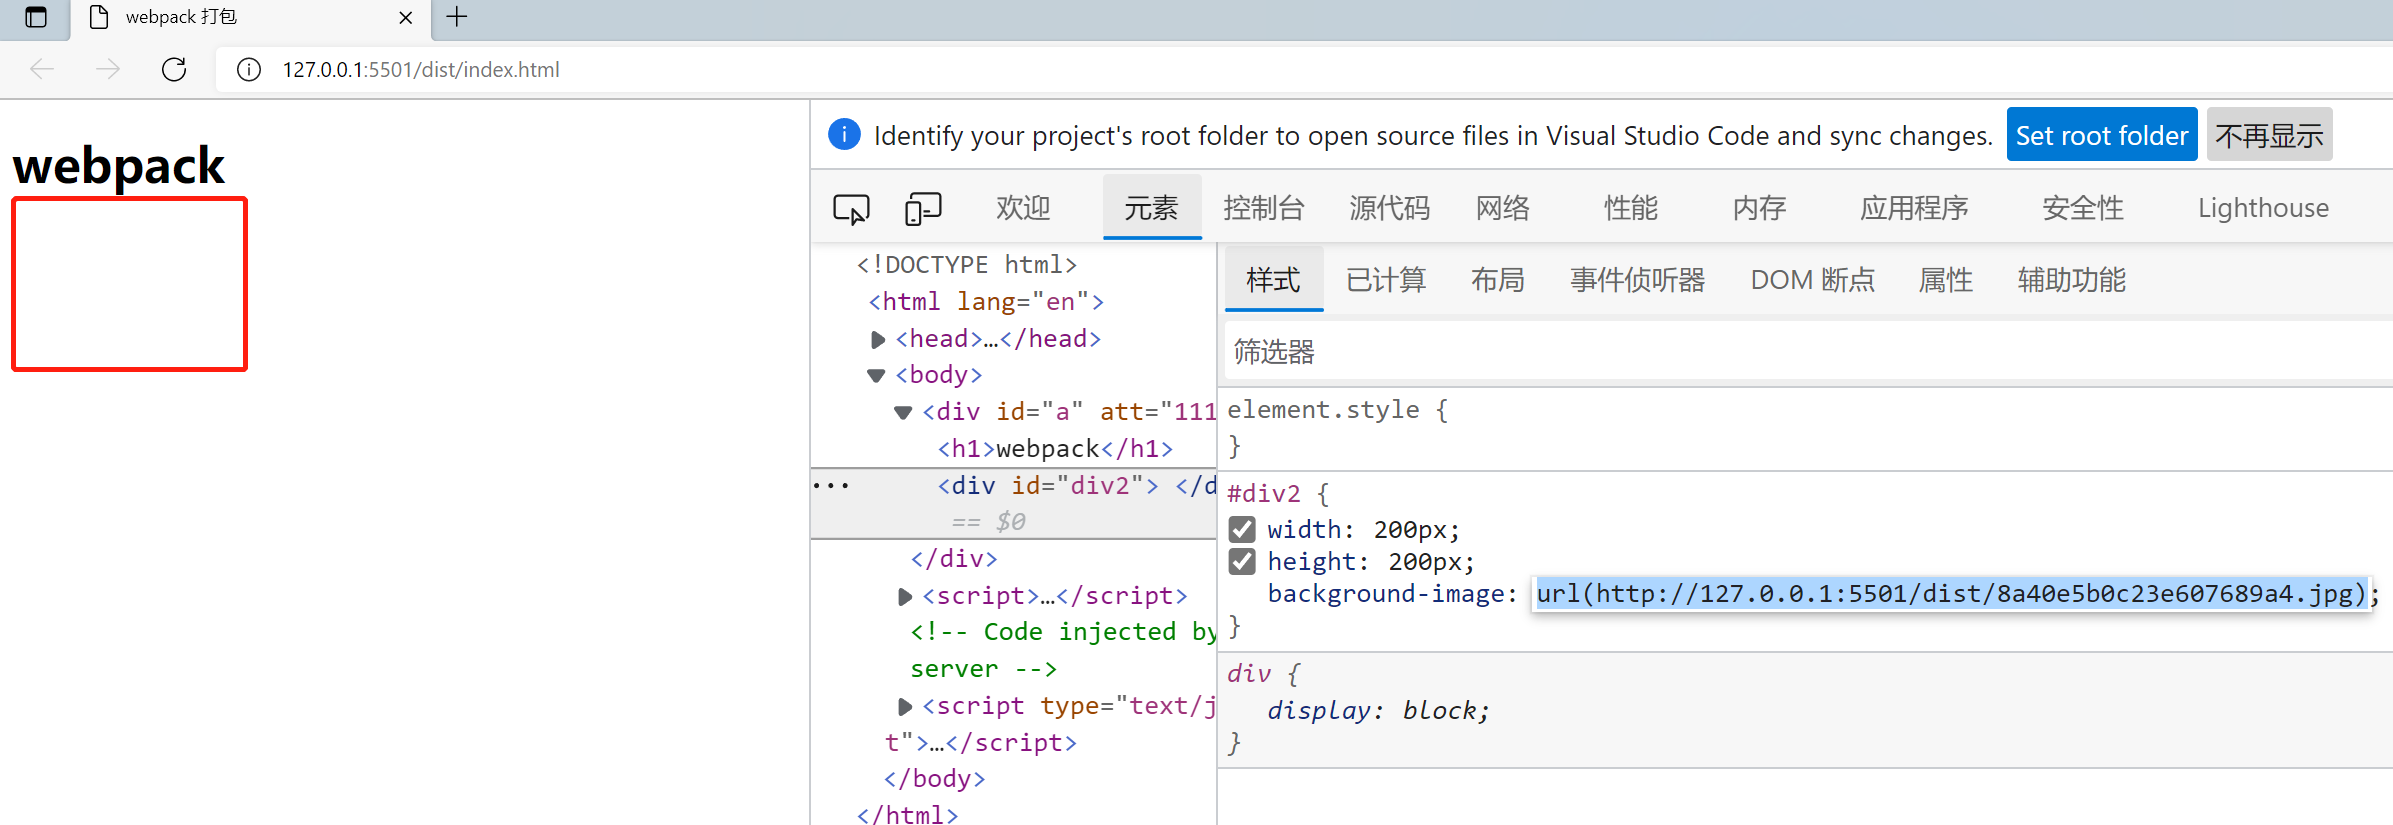 webpack 打包
127.0.0.1:5501/dist/index.html
webpack
Identify your project's root folder to open source files in Visual Studio Code and sync changes. Set root folder 不再显示
欢迎 元素 控制台 源代码 网络 性能 内存 应用程序 安全性 Lighthouse
<!DOCTYPE html>
<html lang="en">
<head>…</head>
<body>
<div id="a" att="111
<h1>webpack</h1>
<div id="div2"> </d
== $0
</div>
<script>…</script>
<!-- Code injected by
server -->
<script type="text/j
t">…</script>
</body>
</html>
样式 已计算 布局 事件侦听器 DOM 断点 属性 辅助功能
筛选器
element.style {
}
#div2 {
width: 200px;
height: 200px;
background-image: url(http://127.0.0.1:5501/dist/8a40e5b0c23e607689a4.jpg);
}
div {
display: block;
}